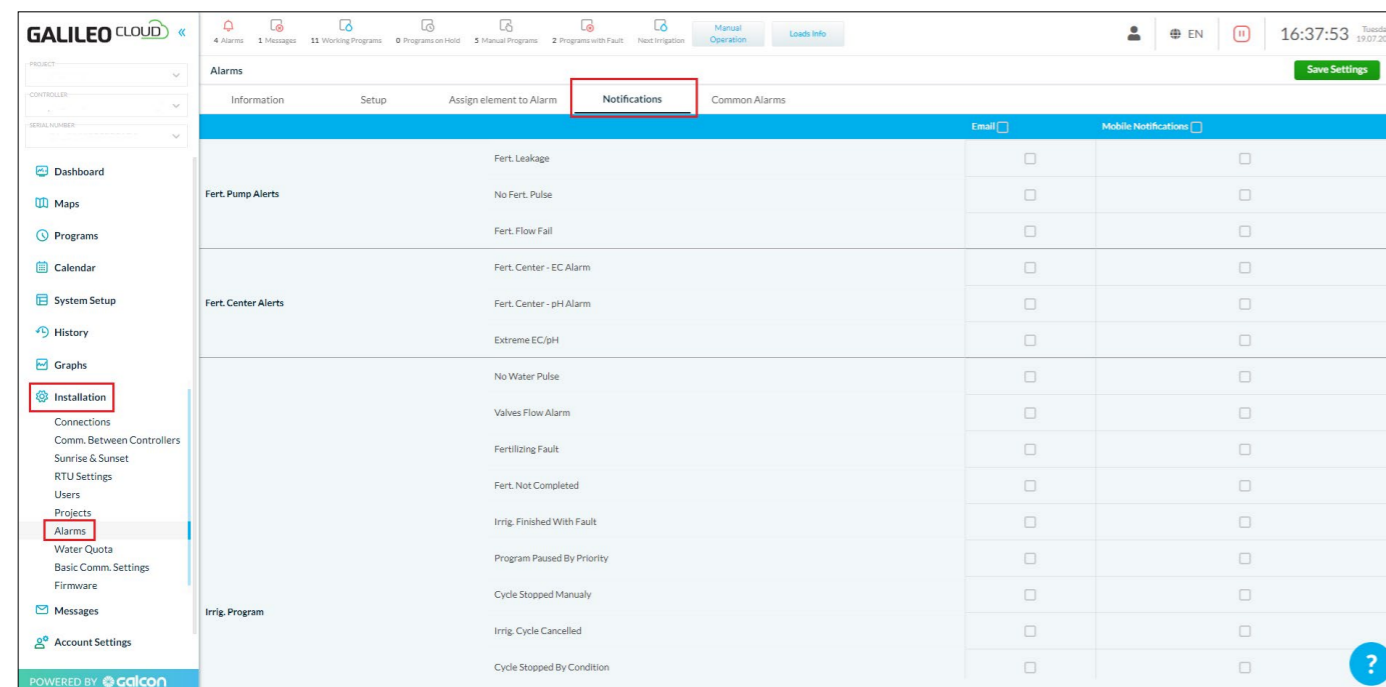 GALILEO CLOUD «
4 Alarms 1 Messages 11 Working Programs 0 Programs on Hold 5 Manual Programs 2 Programs with Fault Next Irrigation
Manual Operation
Loads Info
EN
16:37:53
PROJECT
CONTROLLER
SERIAL NUMBER
Dashboard
Maps
Programs
Calendar
System Setup
History
Graphs
Installation
Connections
Comm. Between Controllers
Sunrise & Sunset
RTU Settings
Users
Projects
Alarms
Water Quota
Basic Comm. Settings
Firmware
Messages
Account Settings
POWERED BY galcon
Alarms
Save Settings
Information Setup Assign element to Alarm Notifications Common Alarms
Email Mobile Notifications
Fert. Pump Alerts
Fert. Leakage
No Fert. Pulse
Fert. Flow Fail
Fert. Center Alerts
Fert. Center - EC Alarm
Fert. Center - pH Alarm
Extreme EC/pH
Irrig. Program
No Water Pulse
Valves Flow Alarm
Fertilizing Fault
Fert. Not Completed
Irrig. Finished With Fault
Program Paused By Priority
Cycle Stopped Manualy
Irrig. Cycle Cancelled
Cycle Stopped By Condition
?